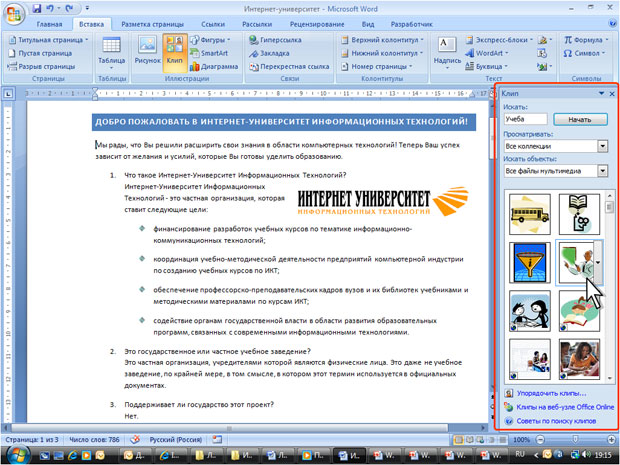 Интернет-университет - Microsoft Word
Главная Вставка Разметка страницы Ссылки Рассылки Рецензирование Вид Разработчик
Титульная страница
Пустая страница
Разрыв страницы
Страницы
Таблица
Таблицы
Рисунок
Клип
Фигуры
SmartArt
Диаграмма
Иллюстрации
Гиперссылка
Закладка
Перекрестная ссылка
Связи
Верхний колонтитул
Нижний колонтитул
Номер страницы
Колонтитулы
Надпись
Экспресс-блоки
WordArt
Буквица
Текст
Формула
Символ
Символы
ДОБРО ПОЖАЛОВАТЬ В ИНТЕРНЕТ-УНИВЕРСИТЕТ ИНФОРМАЦИОННЫХ ТЕХНОЛОГИЙ!
Мы рады, что Вы решили расширить свои знания в области компьютерных технологий! Теперь Ваш успех
зависит от желания и усилий, которые Вы готовы уделить образованию.
1. Что такое Интернет-Университет Информационных Технологий?
Интернет-Университет Информационных
Технологий - это частная организация, которая
ставит следующие цели:
ИНТЕРНЕТ УНИВЕРСИТЕТ
ИНФОРМАЦИОННЫХ ТЕХНОЛОГИЙ
финансирование разработок учебных курсов по тематике информационно-
коммуникационных технологий;
координация учебно-методической деятельности предприятий компьютерной индустрии
по созданию учебных курсов по ИКТ;
обеспечение профессорско-преподавательских кадров вузов и их библиотек учебниками и
методическими материалами по курсам ИКТ;
содействие органам государственной власти в области развития образовательных
программ, связанных с современными информационными технологиями.
2. Это государственное или частное учебное заведение?
Это частная организация, учредителями которой являются физические лица. Это даже не учебное
заведение, по крайней мере, в том смысле, в котором этот термин используется в официальных
документах.
3. Поддерживает ли государство этот проект?
Нет.
Клип
Искать:
Учеба
Начать
Просматривать:
Все коллекции
Искать объекты:
Все файлы мультимедиа
Упорядочить клипы...
Клипы на веб-узле Office Online
Советы по поиску клипов
Страница: 1 из 3 Число слов: 786 Русский (Россия) 100%
RU 19:15